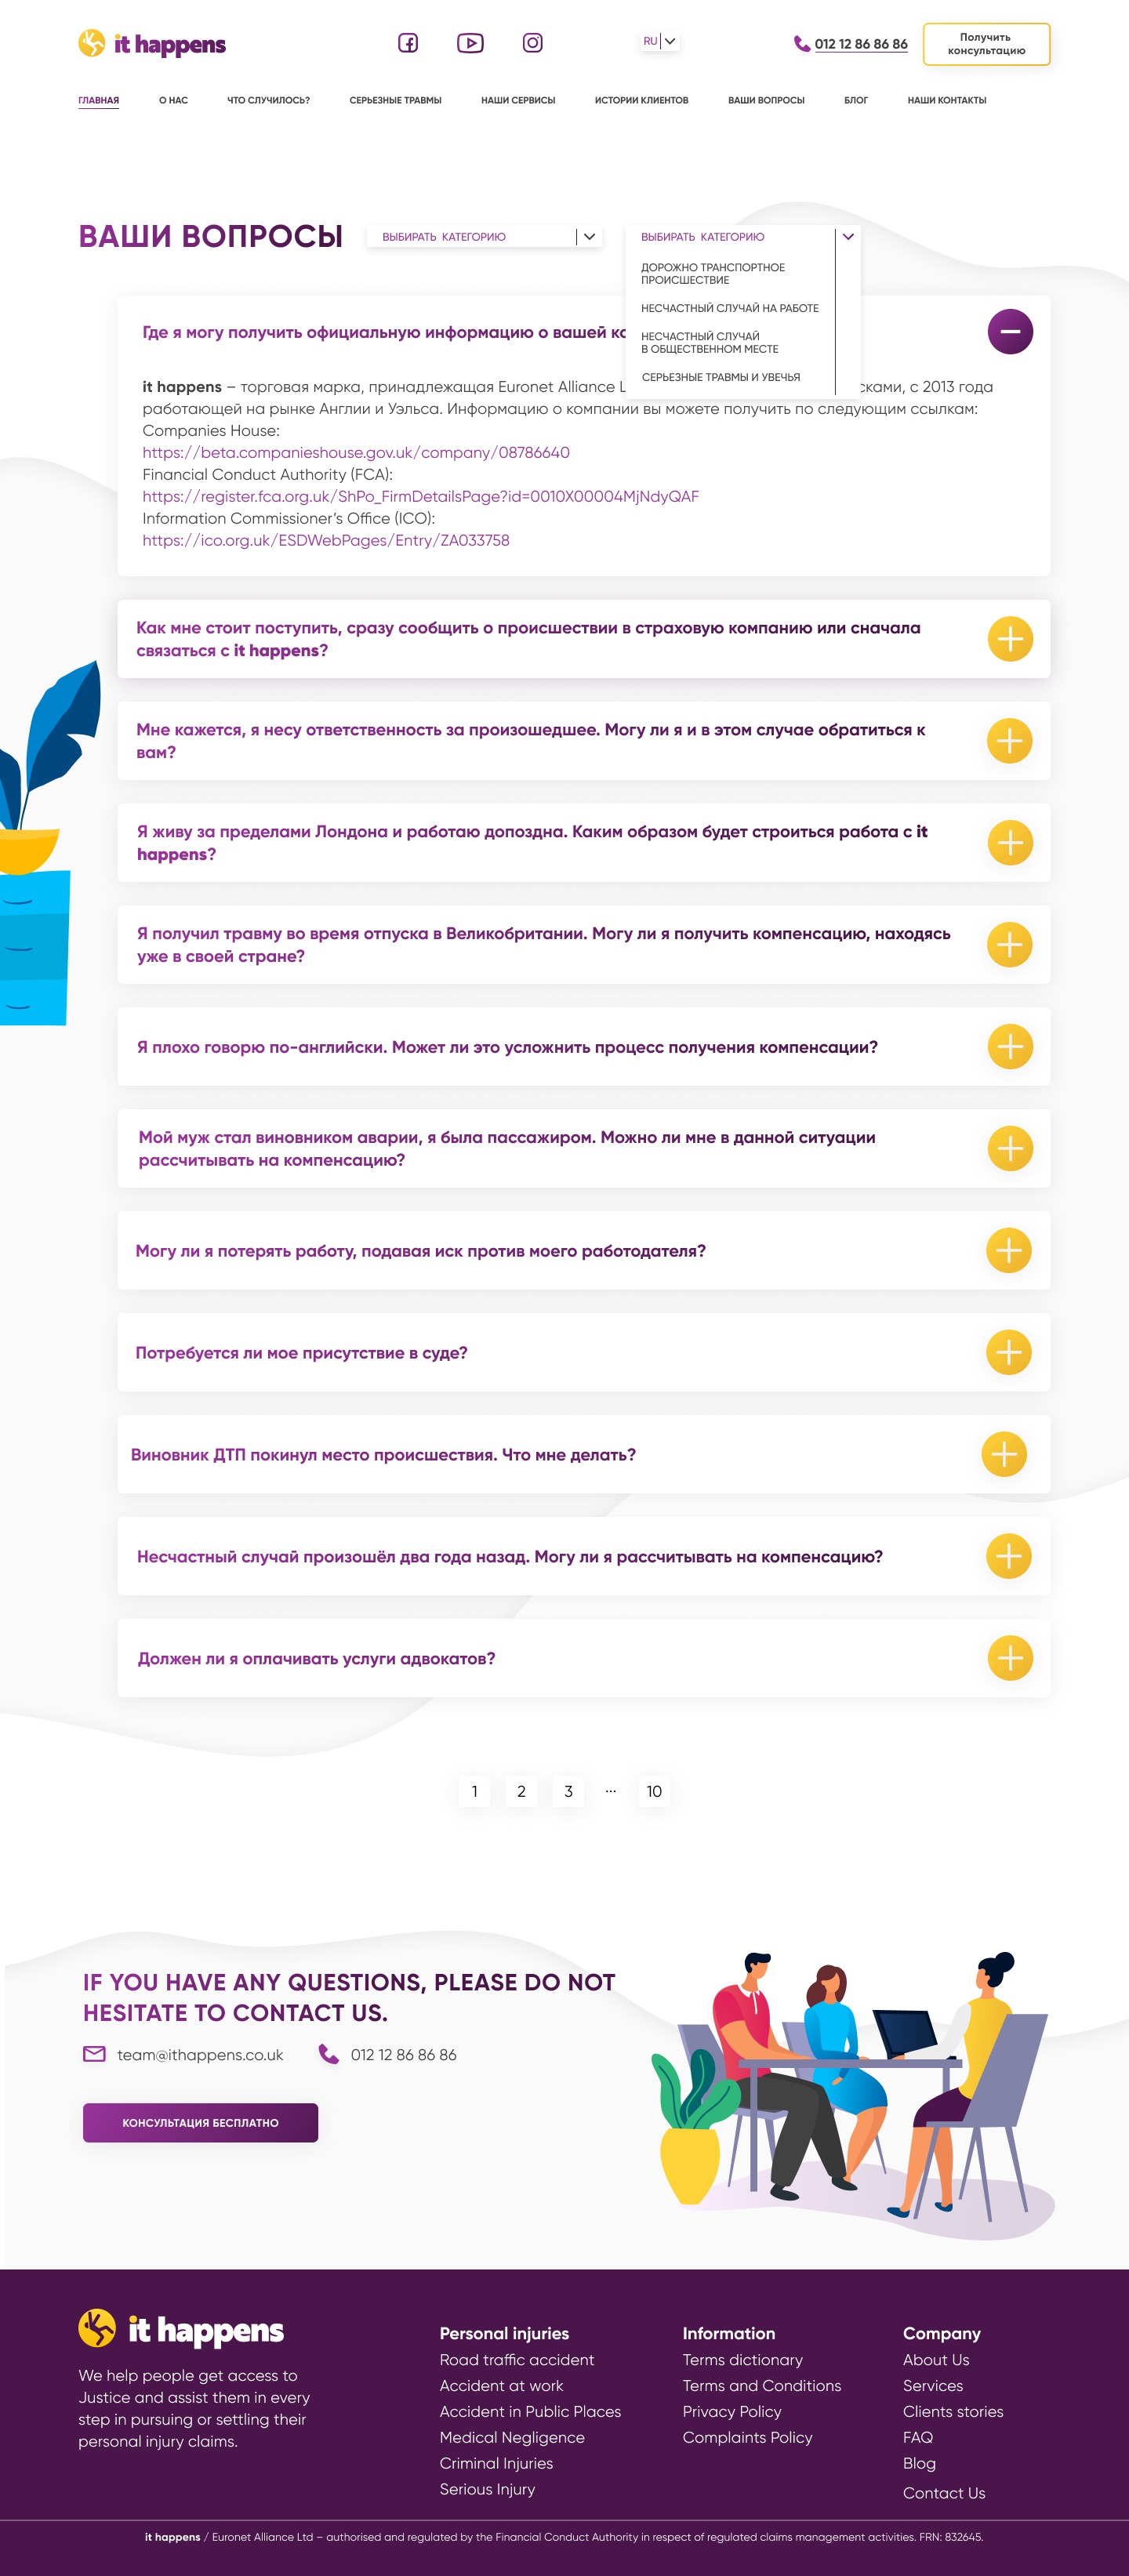 it happens
RU
012 12 86 86 86
Получить
консультацию
ГЛАВНАЯ
О НАС
ЧТО СЛУЧИЛОСЬ?
СЕРЬЕЗНЫЕ ТРАВМЫ
НАШИ СЕРВИСЫ
ИСТОРИИ КЛИЕНТОВ
ВАШИ ВОПРОСЫ
БЛОГ
НАШИ КОНТАКТЫ
ВАШИ ВОПРОСЫ
ВЫБИРАТЬ КАТЕГОРИЮ
ВЫБИРАТЬ КАТЕГОРИЮ
ДОРОЖНО ТРАНСПОРТНОЕ
ПРОИСШЕСТВИЕ
НЕСЧАСТНЫЙ СЛУЧАЙ НА РАБОТЕ
НЕСЧАСТНЫЙ СЛУЧАЙ
В ОБЩЕСТВЕННОМ МЕСТЕ
СЕРЬЕЗНЫЕ ТРАВМЫ И УВЕЧЬЯ
Где я могу получить официальную информацию о вашей
it happens – торговая марка, принадлежащая Euronet Alliance с 2013 года
работающей на рынке Англии и Уэльса. Информацию о компании вы можете получить по следующим ссылкам:
Companies House:
https://beta.companieshouse.gov.uk/company/08786640
Financial Conduct Authority (FCA):
https://register.fca.org.uk/ShPo_FirmDetailsPage?id=0010X00004MjNdyQAF
Information Commissioner’s Office (ICO):
https://ico.org.uk/ESDWebPages/Entry/ZA033758
Как мне стоит поступить, сразу сообщить о происшествии в страховую компанию или сначала
связаться с it happens?
Мне кажется, я несу ответственность за произошедшее. Могу ли я и в этом случае обратиться к
вам?
Я живу за пределами Лондона и работаю допоздна. Каким образом будет строиться работа с it
happens?
Я получил травму во время отпуска в Великобритании. Могу ли я получить компенсацию, находясь
уже в своей стране?
Я плохо говорю по-английски. Может ли это усложнить процесс получения компенсации?
Мой муж стал виновником аварии, я была пассажиром. Можно ли мне в данной ситуации
рассчитывать на компенсацию?
Могу ли я потерять работу, подавая иск против моего работодателя?
Потребуется ли мое присутствие в суде?
Виновник ДТП покинул место происшествия. Что мне делать?
Несчастный случай произошёл два года назад. Могу ли я рассчитывать на компенсацию?
Должен ли я оплачивать услуги адвокатов?
1 2 3 ... 10
IF YOU HAVE ANY QUESTIONS, PLEASE DO NOT
HESITATE TO CONTACT US.
team@ithappens.co.uk
012 12 86 86 86
КОНСУЛЬТАЦИЯ БЕСПЛАТНО
it happens
We help people get access to
Justice and assist them in every
step in pursuing or settling their
personal injury claims.
Personal injuries
Road traffic accident
Accident at work
Accident in Public Places
Medical Negligence
Criminal Injuries
Serious Injury
Information
Terms dictionary
Terms and Conditions
Privacy Policy
Complaints Policy
Company
About Us
Services
Clients stories
FAQ
Blog
Contact Us
it happens / Euronet Alliance Ltd – authorised and regulated by the Financial Conduct Authority in respect of regulated claims management activities. FRN: 832645.